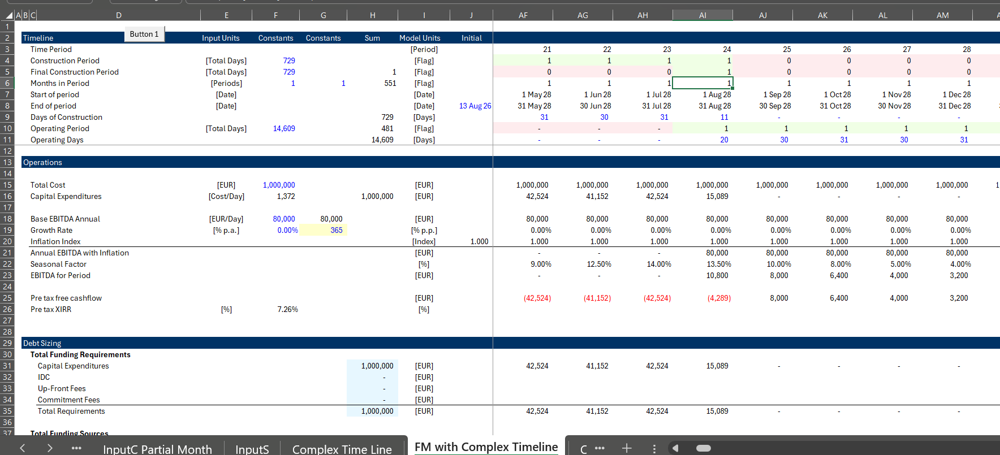 A B C D E F G H I J AF AG AH AI AJ AK AL AM
1
2 Timeline Button 1 Input Units Constants Constants Sum Model Units Initial
3 Time Period [Period] 21 22 23 24 25 26 27 28
4 Construction Period [Total Days] 729 [Flag] 1 1 1 1 0 0 0 0
5 Final Construction Period [Total Days] 729 1 [Flag] 0 0 0 1 0 0 0 0
6 Months in Period [Periods] 1 1 551 [Flag] 1 1 1 1 1 1 1 1
7 Start of period [Date] [Date] 1 May 28 1 Jun 28 1 Jul 28 1 Aug 28 1 Sep 28 1 Oct 28 1 Nov 28 1 Dec 28
8 End of period [Date] [Date] 13 Aug 26 31 May 28 30 Jun 28 31 Jul 28 31 Aug 28 30 Sep 28 31 Oct 28 30 Nov 28 31 Dec 28
9 Days of Construction 729 [Days] 31 30 31 11 - - - -
10 Operating Period [Total Days] 14,609 481 [Flag] - - - 1 1 1 1 1
11 Operating Days 14,609 [Days] - - - 20 30 31 30 31
12
13 Operations
14
15 Total Cost [EUR] 1,000,000 [EUR] 1,000,000 1,000,000 1,000,000 1,000,000 1,000,000 1,000,000 1,000,000 1,000,000 1
16 Capital Expenditures [Cost/Day] 1,372 1,000,000 [EUR] 42,524 41,152 42,524 15,089 - - - -
17
18 Base EBITDA Annual [EUR/Day] 80,000 80,000 [EUR] 80,000 80,000 80,000 80,000 80,000 80,000 80,000 80,000
19 Growth Rate [% p.a.] 0.00% 365 [% p.p.] 0.00% 0.00% 0.00% 0.00% 0.00% 0.00% 0.00% 0.00%
20 Inflation Index [Index] 1.000 1.000 1.000 1.000 1.000 1.000 1.000 1.000 1.000
21 Annual EBITDA with Inflation [EUR] - - - 80,000 80,000 80,000 80,000 80,000
22 Seasonal Factor [%] 9.00% 12.50% 14.00% 13.50% 10.00% 8.00% 5.00% 4.00%
23 EBITDA for Period [EUR] - - - 10,800 8,000 6,400 4,000 3,200
24
25 Pre tax free cashflow [EUR] (42,524) (41,152) (42,524) (4,289) 8,000 6,400 4,000 3,200
26 Pre tax XIRR [%] 7.26% [%]
27
28
29 Debt Sizing
30 Total Funding Requirements
31 Capital Expenditures 1,000,000 [EUR] 42,524 41,152 42,524 15,089 - - - -
32 IDC - [EUR]
33 Up-Front Fees - [EUR]
34 Commitment Fees - [EUR]
35 Total Requirements 1,000,000 [EUR] 42,524 41,152 42,524 15,089 - - - -
36
37 Total Funding Sources
InputC Partial Month InputS Complex Time Line FM with Complex Timeline C